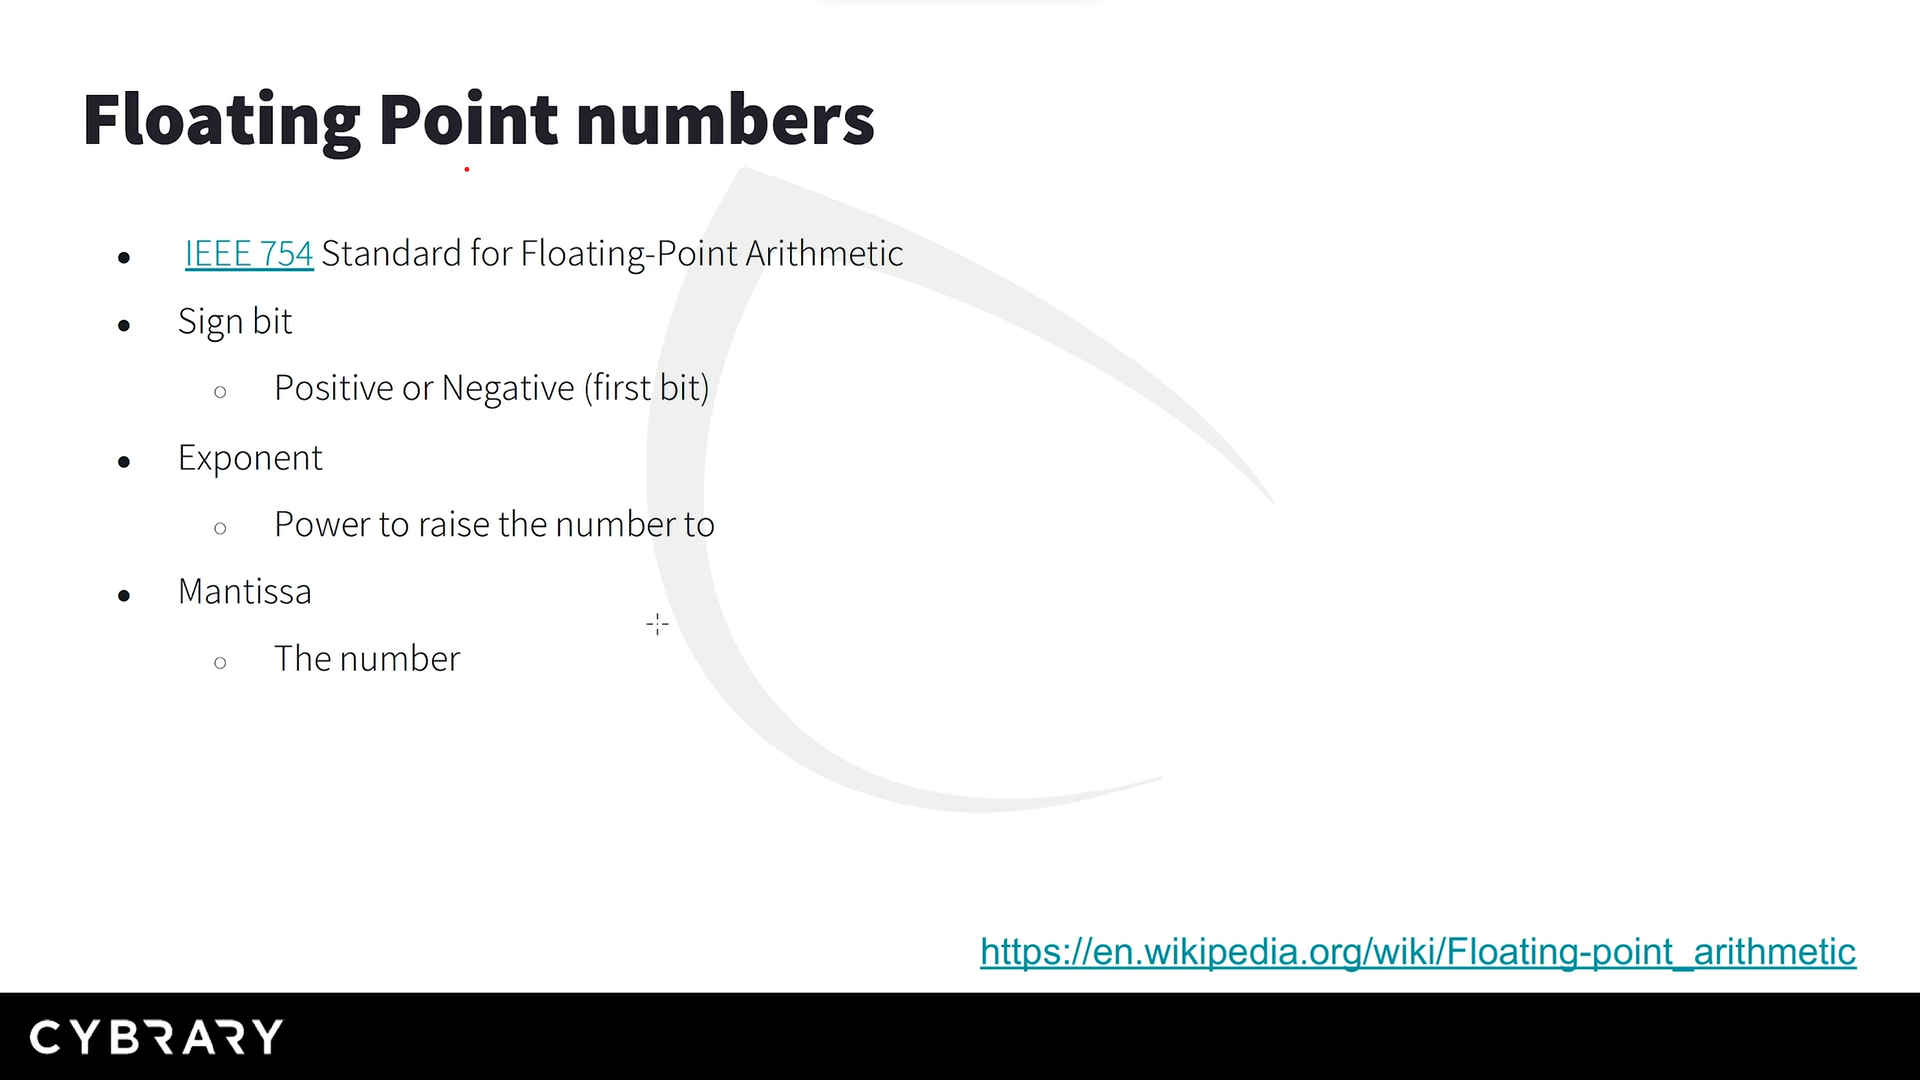 Floating Point numbers
● IEEE 754 Standard for Floating-Point Arithmetic
● Sign bit
○ Positive or Negative (first bit)
● Exponent
○ Power to raise the number to
● Mantissa
○ The number
https://en.wikipedia.org/wiki/Floating-point_arithmetic
CYBRARY